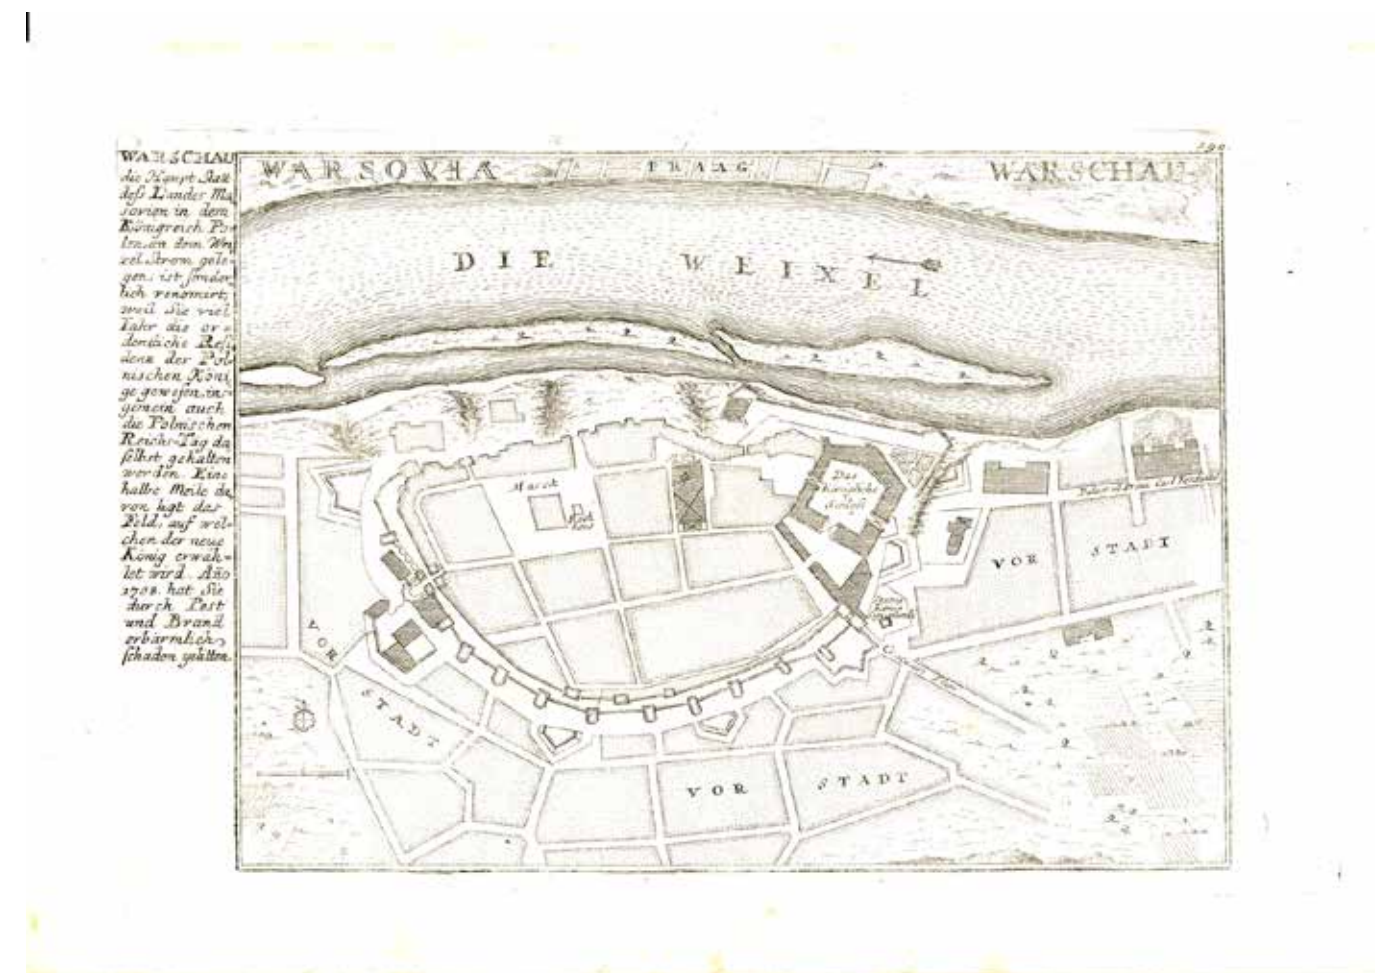 WARSCHAU
die Haupt Statt
deß Landes Ma
sovien in dem
Königreich Po
len, an dem Wei
xel Strom gele-
gen, ist sonder
lich renomirt,
weil Sie viel
Jahr die or-
dentliche Resi
denz der Pol
nischen Köni
ge gewesen, in-
gemein auch
die Polnischen
Reichs-Tag da
selbst gehalten
werden. Eine
halbe Meile da
von ligt das
Feld, auf wel-
chen der neue
König erwäh-
let wird. Año
1708. hat Sie
durch Pest
und Brand
erbärmlich
schaden gelitten.
WARSOVIA
PRAAG
WARSCHAU
DIE WEIXEL
Marck
Das
Königliche
Schloß
VOR STADT
VOR STADT
VOR STADT